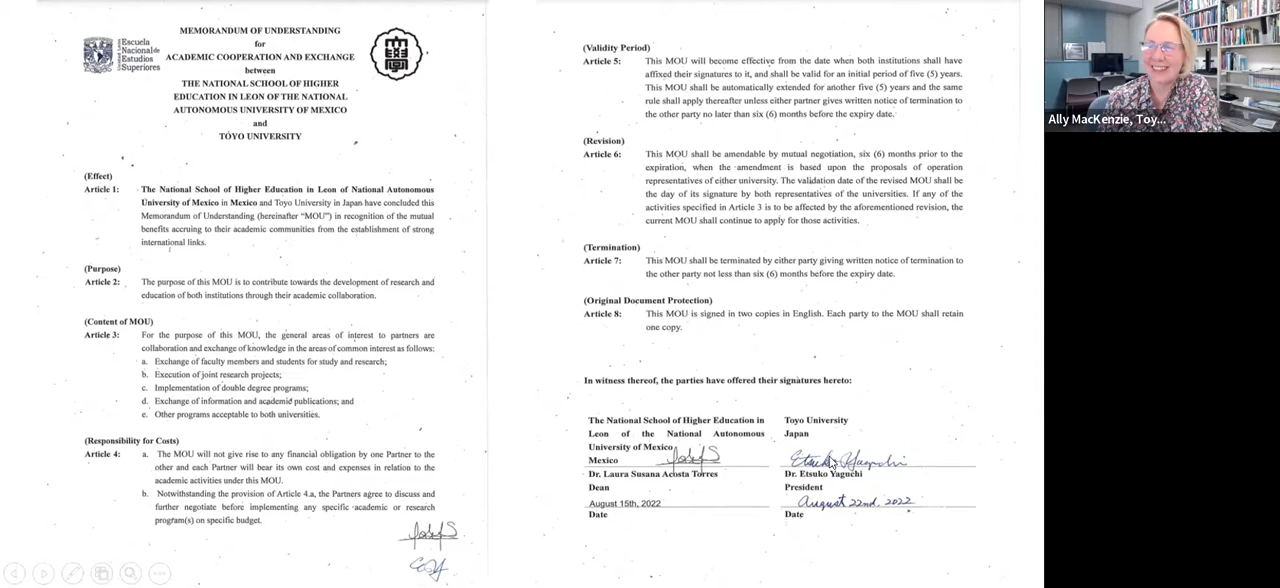 Escuela
Nacional de
Estudios
Superiores
MEMORANDUM OF UNDERSTANDING
for
ACADEMIC COOPERATION AND EXCHANGE
between
THE NATIONAL SCHOOL OF HIGHER
EDUCATION IN LEON OF THE NATIONAL
AUTONOMOUS UNIVERSITY OF MEXICO
and
TOYO UNIVERSITY
(Effect)
Article 1: The National School of Higher Education in Leon of National Autonomous
University of Mexico in Mexico and Toyo University in Japan have concluded this
Memorandum of Understanding (hereinafter “MOU”) in recognition of the mutual
benefits accruing to their academic communities from the establishment of strong
international links.
(Purpose)
Article 2: The purpose of this MOU is to contribute towards the development of research and
education of both institutions through their academic collaboration.
(Content of MOU)
Article 3: For the purpose of this MOU, the general areas of interest to partners are
collaboration and exchange of knowledge in the areas of common interest as follows:
a. Exchange of faculty members and students for study and research;
b. Execution of joint research projects;
c. Implementation of double degree programs;
d. Exchange of information and academic publications; and
e. Other programs acceptable to both universities.
(Responsibility for Costs)
Article 4: a. The MOU will not give rise to any financial obligation by one Partner to the
other and each Partner will bear its own cost and expenses in relation to the
academic activities under this MOU.
b. Notwithstanding the provision of Article 4.a, the Partners agree to discuss and
further negotiate before implementing any specific academic or research
program(s) on specific budget.
(Validity Period)
Article 5: This MOU will become effective from the date when both institutions shall have
affixed their signatures to it, and shall be valid for an initial period of five (5) years.
This MOU shall be automatically extended for another five (5) years and the same
rule shall apply thereafter unless either partner gives written notice of termination to
the other party no later than six (6) months before the expiry date.
(Revision)
Article 6: This MOU shall be amendable by mutual negotiation, six (6) months prior to the
expiration, when the amendment is based upon the proposals of operation
representatives of either university. The validation date of the revised MOU shall be
the day of its signature by both representatives of the universities. If any of the
activities specified in Article 3 is to be affected by the aforementioned revision, the
current MOU shall continue to apply for those activities.
(Termination)
Article 7: This MOU shall be terminated by either party giving written notice of termination to
the other party not less than six (6) months before the expiry date.
(Original Document Protection)
Article 8: This MOU is signed in two copies in English. Each party to the MOU shall retain
one copy.
In witness thereof, the parties have offered their signatures hereto:
The National School of Higher Education in
Leon of the National Autonomous
University of Mexico
Mexico
Dr. Laura Susana Acosta Torres
Dean
August 15th, 2022
Date
Toyo University
Japan
Etsuko Yaguchi
Dr. Etsuko Yaguchi
President
August 22nd, 2022
Date
Ally MacKenzie, Toy...